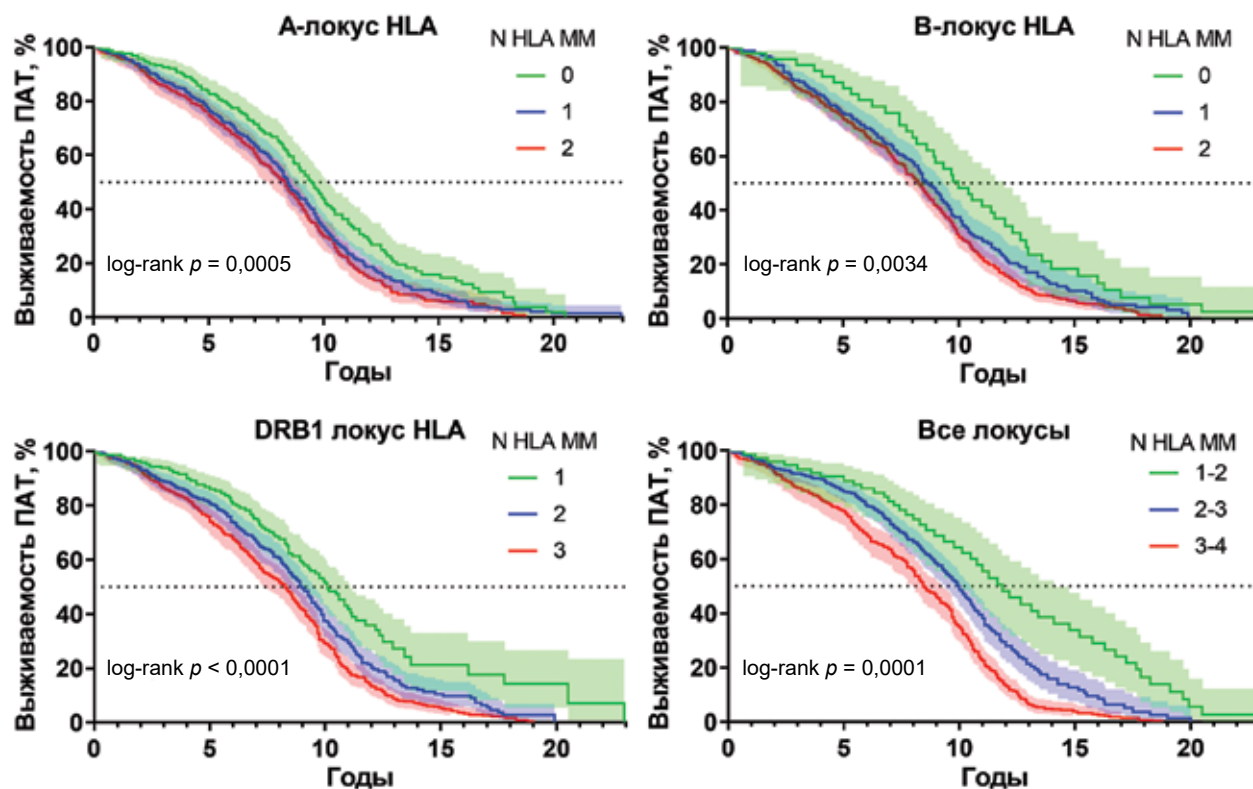 А-локус HLA
N HLA MM
0
1
2
Выживаемость ПАТ, %
100
80
60
40
20
0
log-rank p = 0,0005
0 5 10 15 20
Годы
В-локус HLA
N HLA MM
0
1
2
Выживаемость ПАТ, %
100
80
60
40
20
0
log-rank p = 0,0034
0 5 10 15 20
Годы
DRB1 локус HLA
N HLA MM
1
2
3
Выживаемость ПАТ, %
100
80
60
40
20
0
log-rank p < 0,0001
0 5 10 15 20
Годы
Все локусы
N HLA MM
1-2
2-3
3-4
Выживаемость ПАТ, %
100
80
60
40
20
0
log-rank p = 0,0001
0 5 10 15 20
Годы